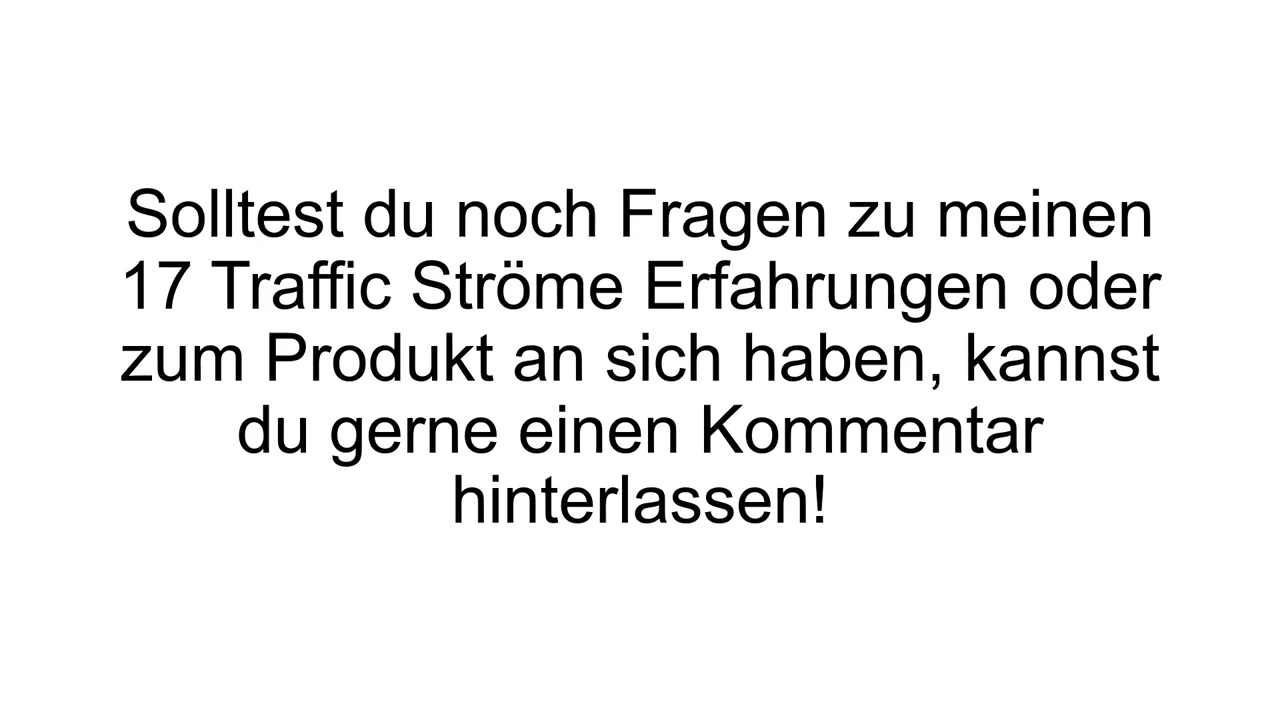 Solltest du noch Fragen zu meinen
17 Traffic Ströme Erfahrungen oder
zum Produkt an sich haben, kannst
du gerne einen Kommentar
hinterlassen!